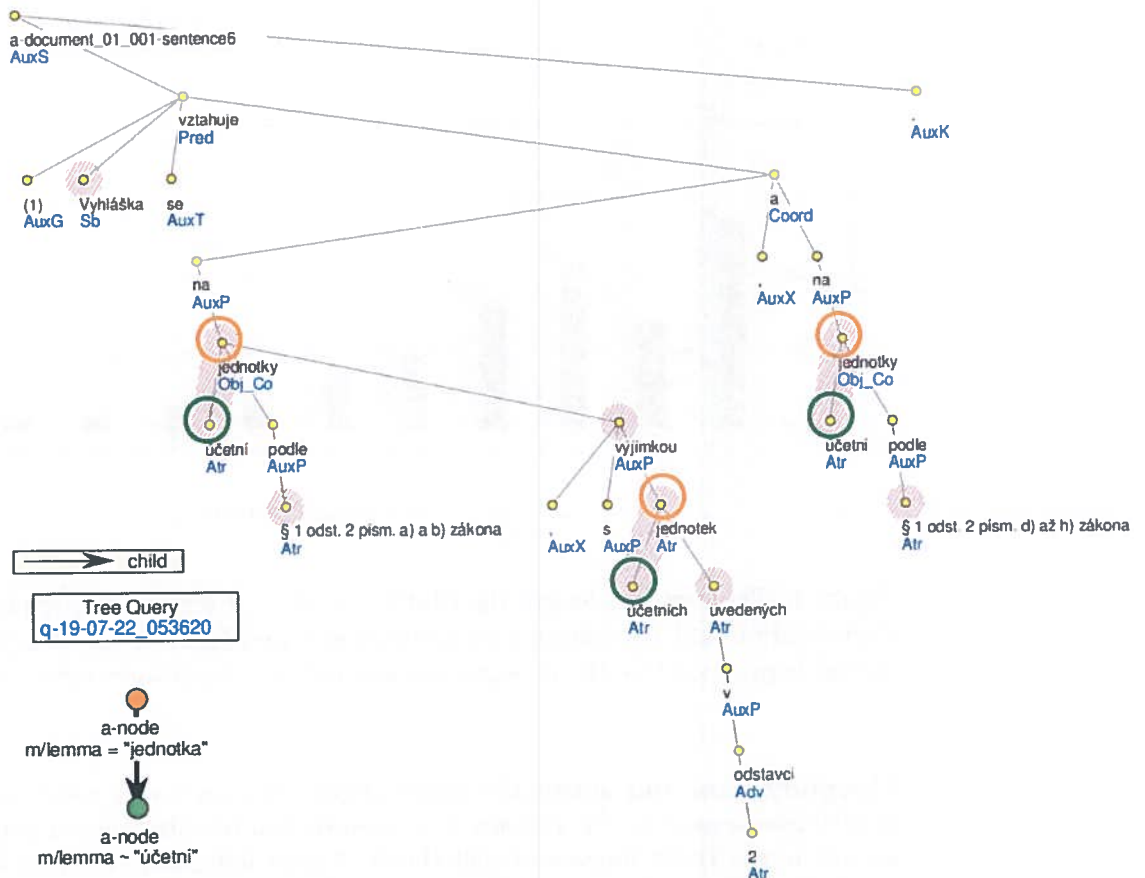 a-document_01_001-sentence6
AuxS
vztahuje
Pred
.
AuxK
(1)
AuxG
Vyhláška
Sb
se
AuxT
a
Coord
na
AuxP
,
AuxX
na
AuxP
jednotky
Obj_Co
jednotky
Obj_Co
účetní
Atr
podle
AuxP
výjimkou
AuxP
účetní
Atr
podle
AuxP
§ 1 odst. 2 písm. a) a b) zákona
Atr
,
AuxX
s
AuxP
jednotek
Atr
§ 1 odst. 2 písm. d) až h) zákona
Atr
child
účetních
Atr
uvedených
Atr
Tree Query
q-19-07-22_053620
v
AuxP
a-node
m/lemma = "jednotka"
odstavci
Adv
a-node
m/lemma ~ "účetní"
2
Atr